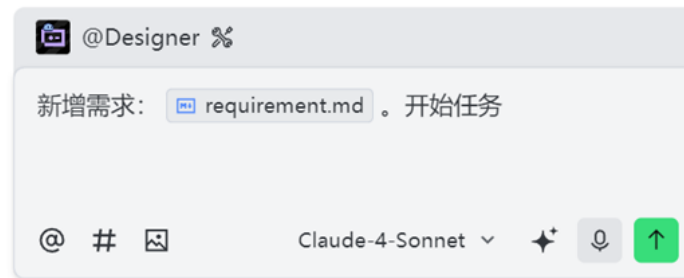 @Designer
新增需求： requirement.md 。开始任务
@ # Claude-4-Sonnet